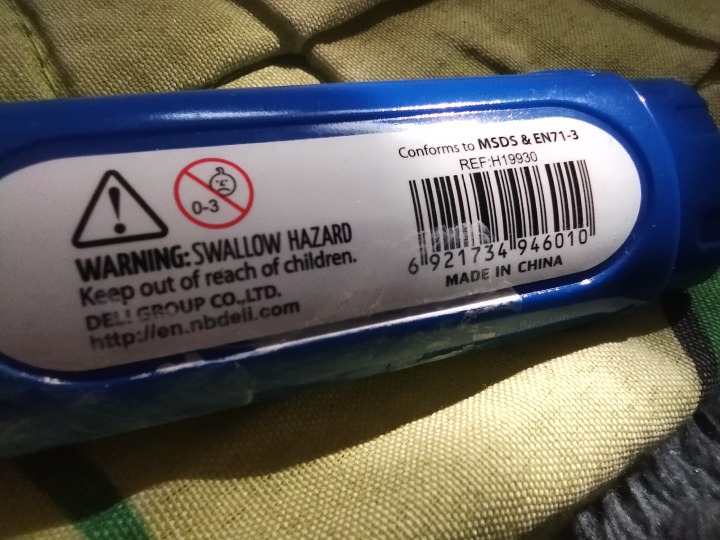 0-3
WARNING: SWALLOW HAZARD
Keep out of reach of children.
DELI GROUP CO.,LTD.
http://en.nbdeli.com
Conforms to MSDS & EN71-3
REF:H19930
6 921734 946010
MADE IN CHINA